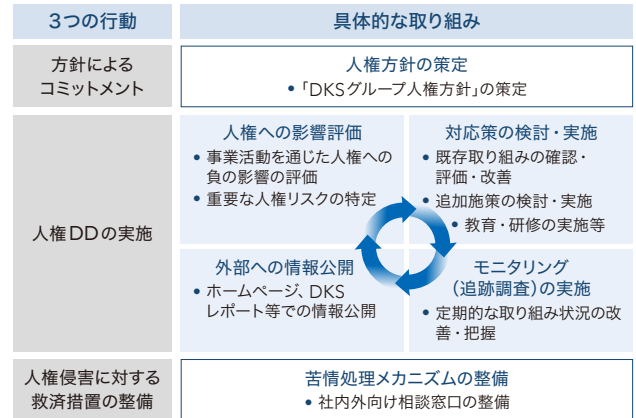 3つの行動
具体的な取り組み
方針による
コミットメント
人権方針の策定
• 「DKSグループ人権方針」の策定
人権DDの実施
人権への影響評価
• 事業活動を通じた人権への
負の影響の評価
• 重要な人権リスクの特定
対応策の検討・実施
• 既存取り組みの確認・
評価・改善
• 追加施策の検討・実施
• 教育・研修の実施等
外部への情報公開
• ホームページ、DKS
レポート等での情報公開
モニタリング
（追跡調査）の実施
• 定期的な取り組み状況の改
善・把握
人権侵害に対する
救済措置の整備
苦情処理メカニズムの整備
• 社内外向け相談窓口の整備